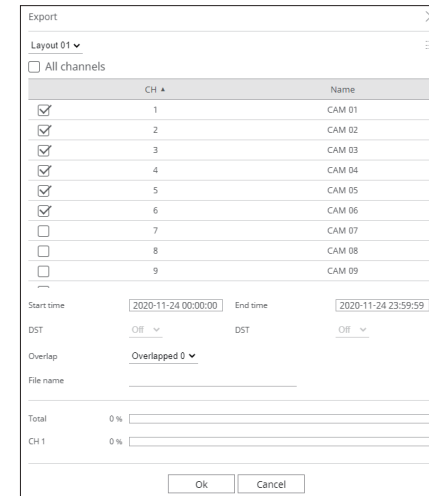 Export
Layout 01
All channels
CH Name
1 CAM 01
2 CAM 02
3 CAM 03
4 CAM 04
5 CAM 05
6 CAM 06
7 CAM 07
8 CAM 08
9 CAM 09
Start time 2020-11-24 00:00:00 End time 2020-11-24 23:59:59
DST Off DST Off
Overlap Overlapped 0
File name
Total 0 %
CH 1 0 %
Ok Cancel